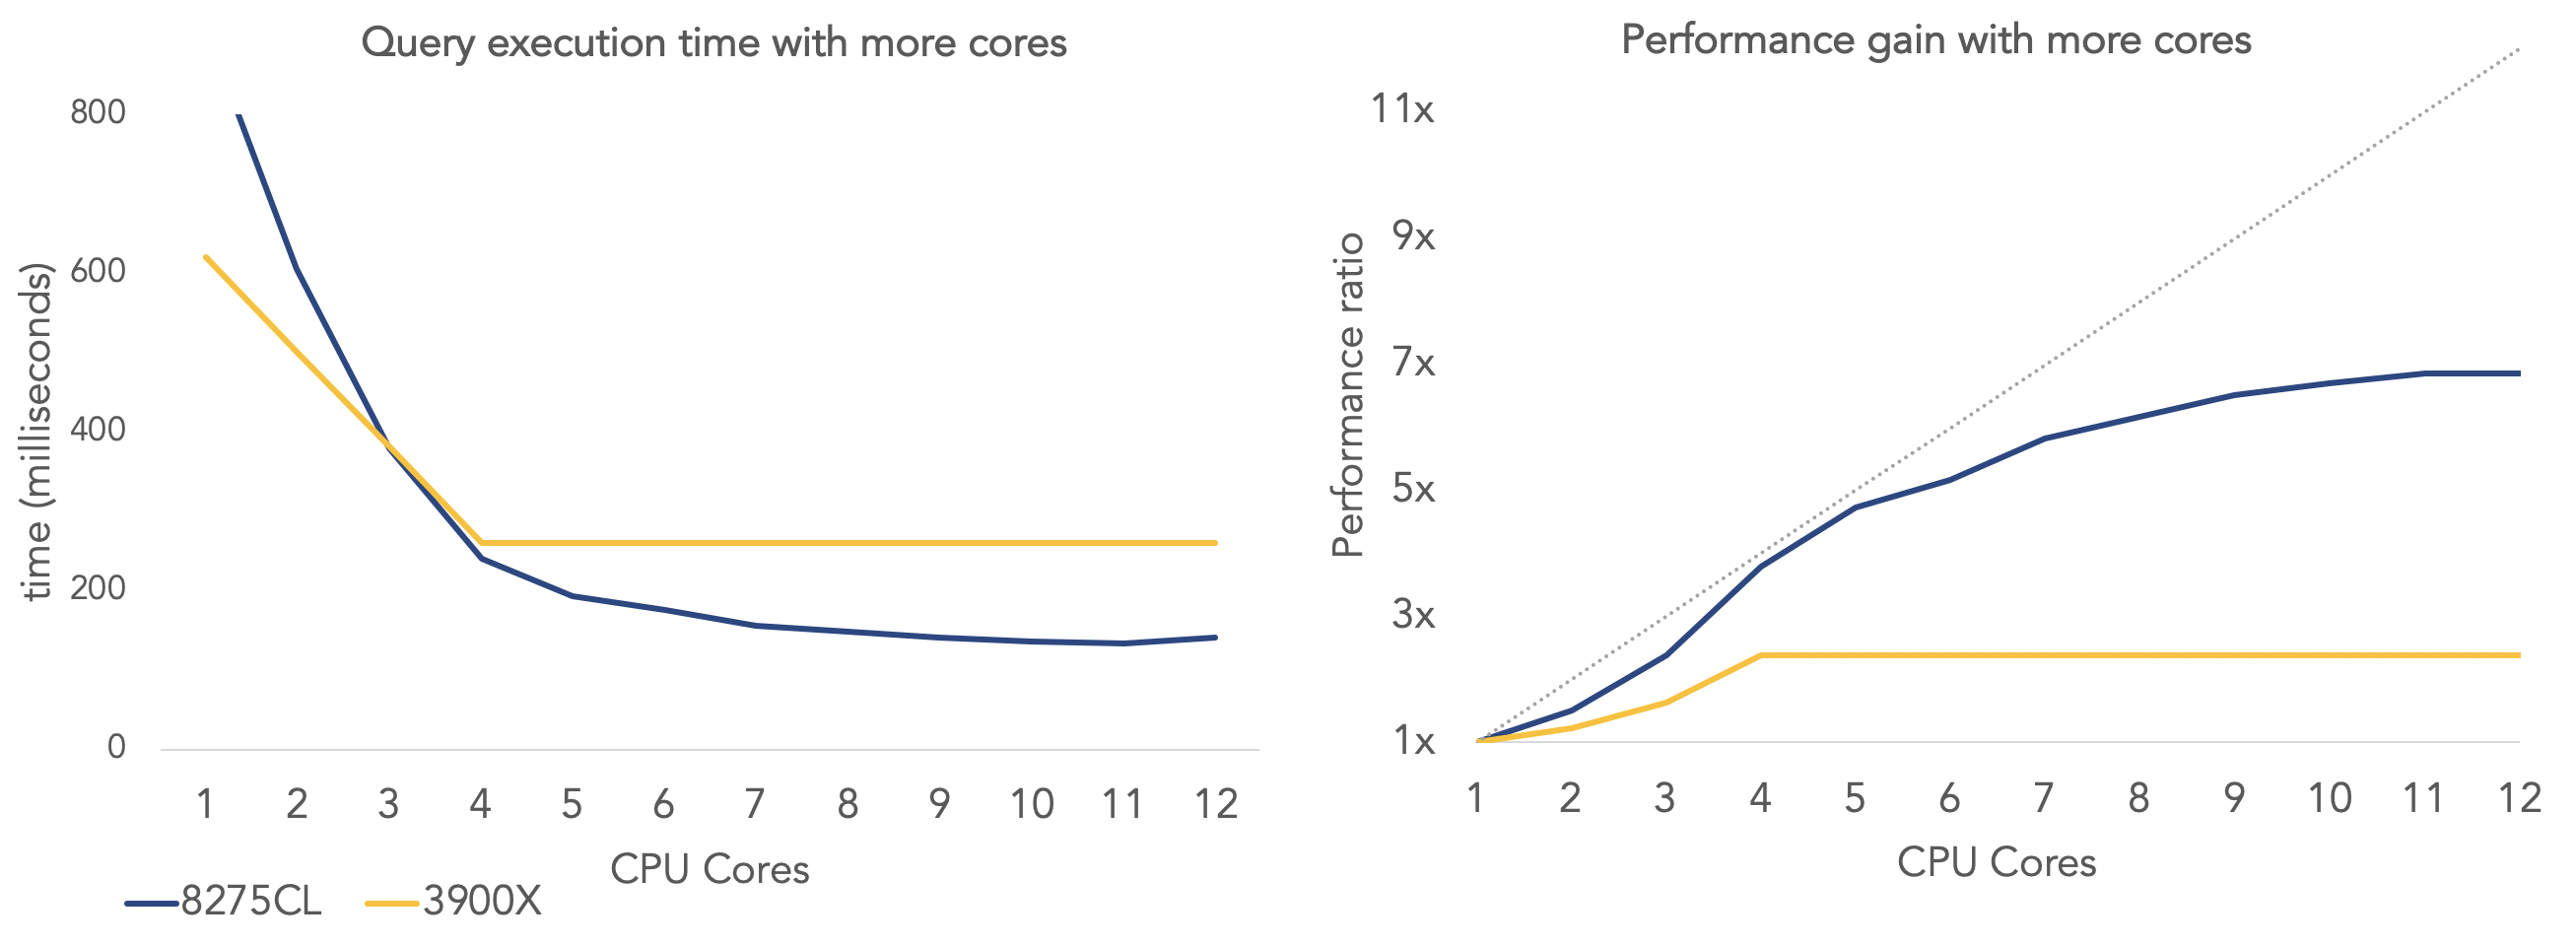 Query execution time with more cores
800
600
400
200
0
time (milliseconds)
1 2 3 4 5 6 7 8 9 10 11 12
CPU Cores
8275CL 3900X
Performance gain with more cores
11x
9x
7x
5x
3x
1x
Performance ratio
1 2 3 4 5 6 7 8 9 10 11 12
CPU Cores